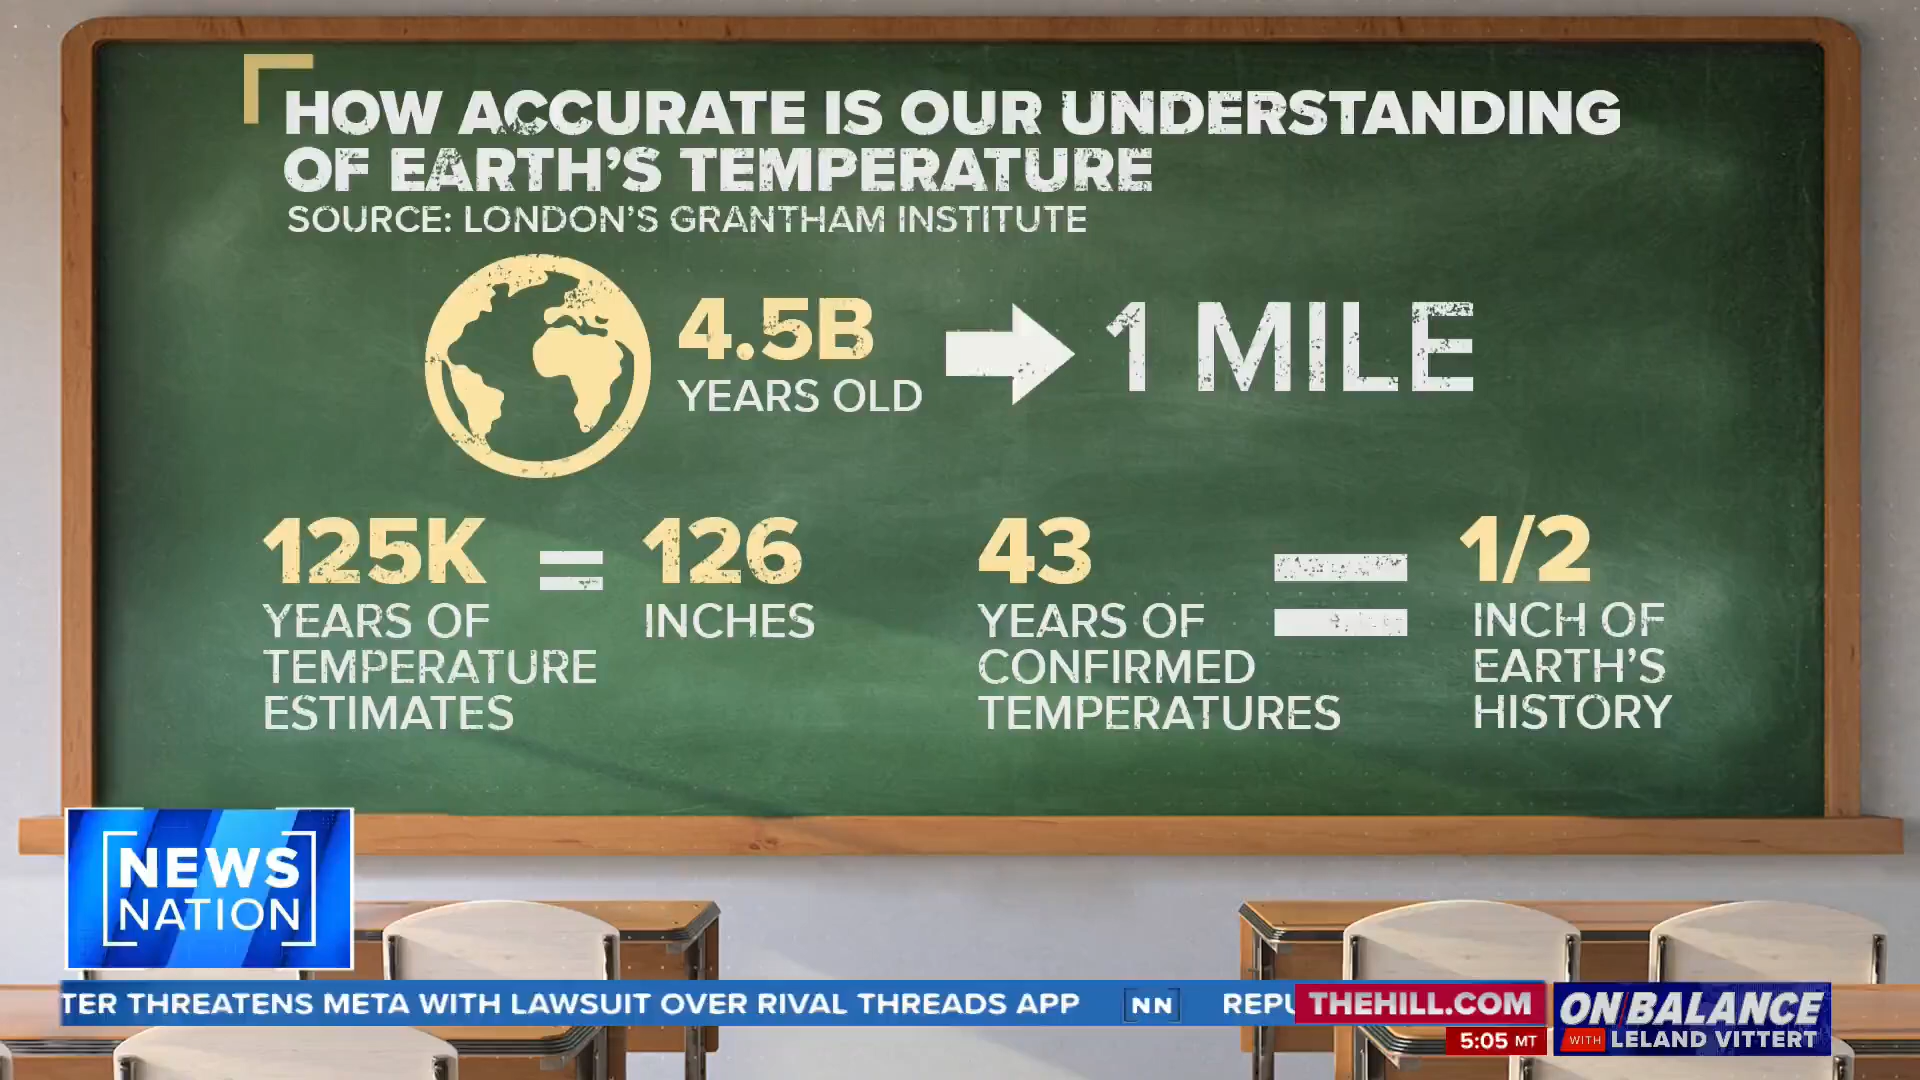 HOW ACCURATE IS OUR UNDERSTANDING
OF EARTH'S TEMPERATURE
SOURCE: LONDON'S GRANTHAM INSTITUTE
4.5B
YEARS OLD
1 MILE
125K
YEARS OF
TEMPERATURE
ESTIMATES
=
126
INCHES
43
YEARS OF
CONFIRMED
TEMPERATURES
=
1/2
INCH OF
EARTH'S
HISTORY
NEWS
NATION
TER THREATENS META WITH LAWSUIT OVER RIVAL THREADS APP NN REPU
THEHILL.COM
5:05 MT
ON BALANCE
WITH LELAND VITTERT